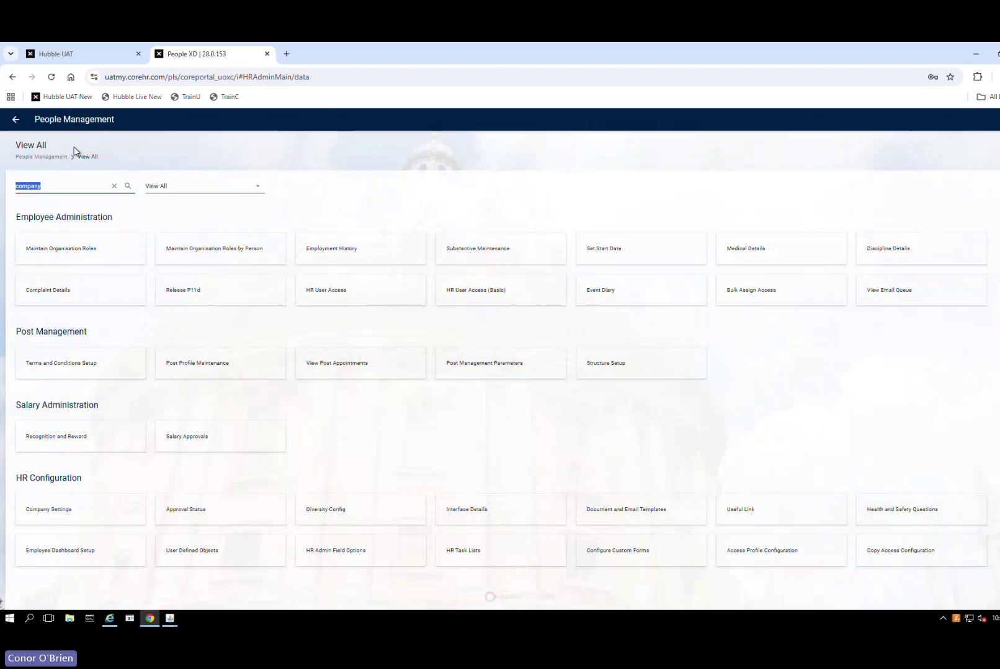 Hubble UAT
People XD | 28.0.153
uatmy.corehr.com/pls/coreportal_uoxc/i#HRAdminMain/data
Hubble UAT New Hubble Live New TrainU TrainC All
People Management
View All
People Management > View All
company View All
Employee Administration
Maintain Organisation Roles Maintain Organisation Roles by Person Employment History Substantive Maintenance Set Start Date Medical Details Discipline Details
Complaint Details Release P11d HR User Access HR User Access (Basic) Event Diary Bulk Assign Access View Email Queue
Post Management
Terms and Conditions Setup Post Profile Maintenance View Post Appointments Post Management Parameters Structure Setup
Salary Administration
Recognition and Reward Salary Approvals
HR Configuration
Company Settings Approval Status Diversity Config Interface Details Document and Email Templates Useful Link Health and Safety Questions
Employee Dashboard Setup User Defined Objects HR Admin Field Options HR Task Lists Configure Custom Forms Access Profile Configuration Copy Access Configuration
10:
Conor O'Brien